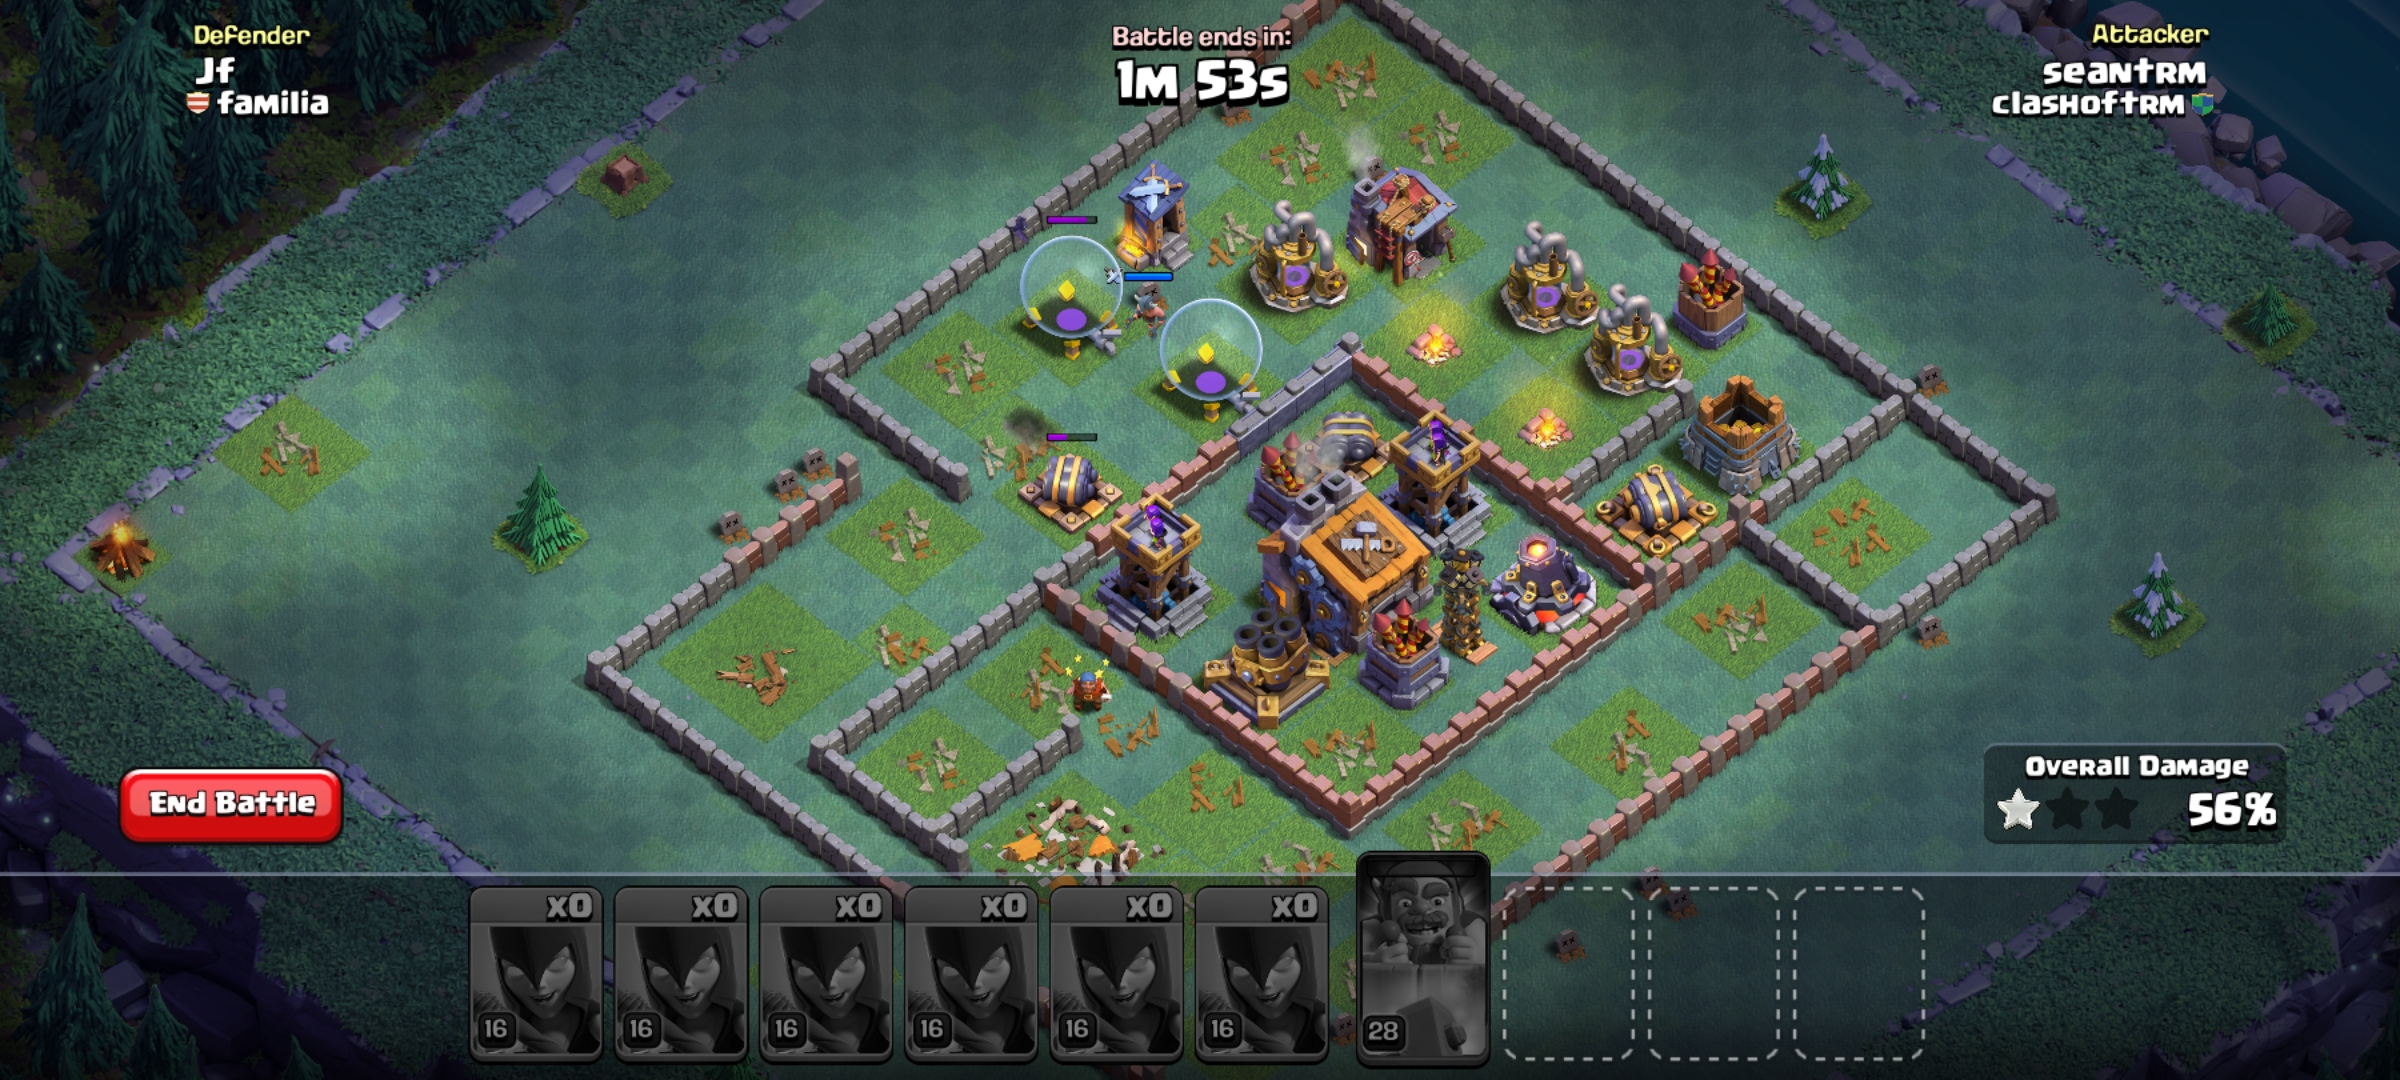 Defender
Jf
familia
Battle ends in:
1M 53s
Attacker
seantRM
clashoftRM
End Battle
Overall Damage
56%
x0
x0
x0
x0
x0
x0
16
16
16
16
16
16
28